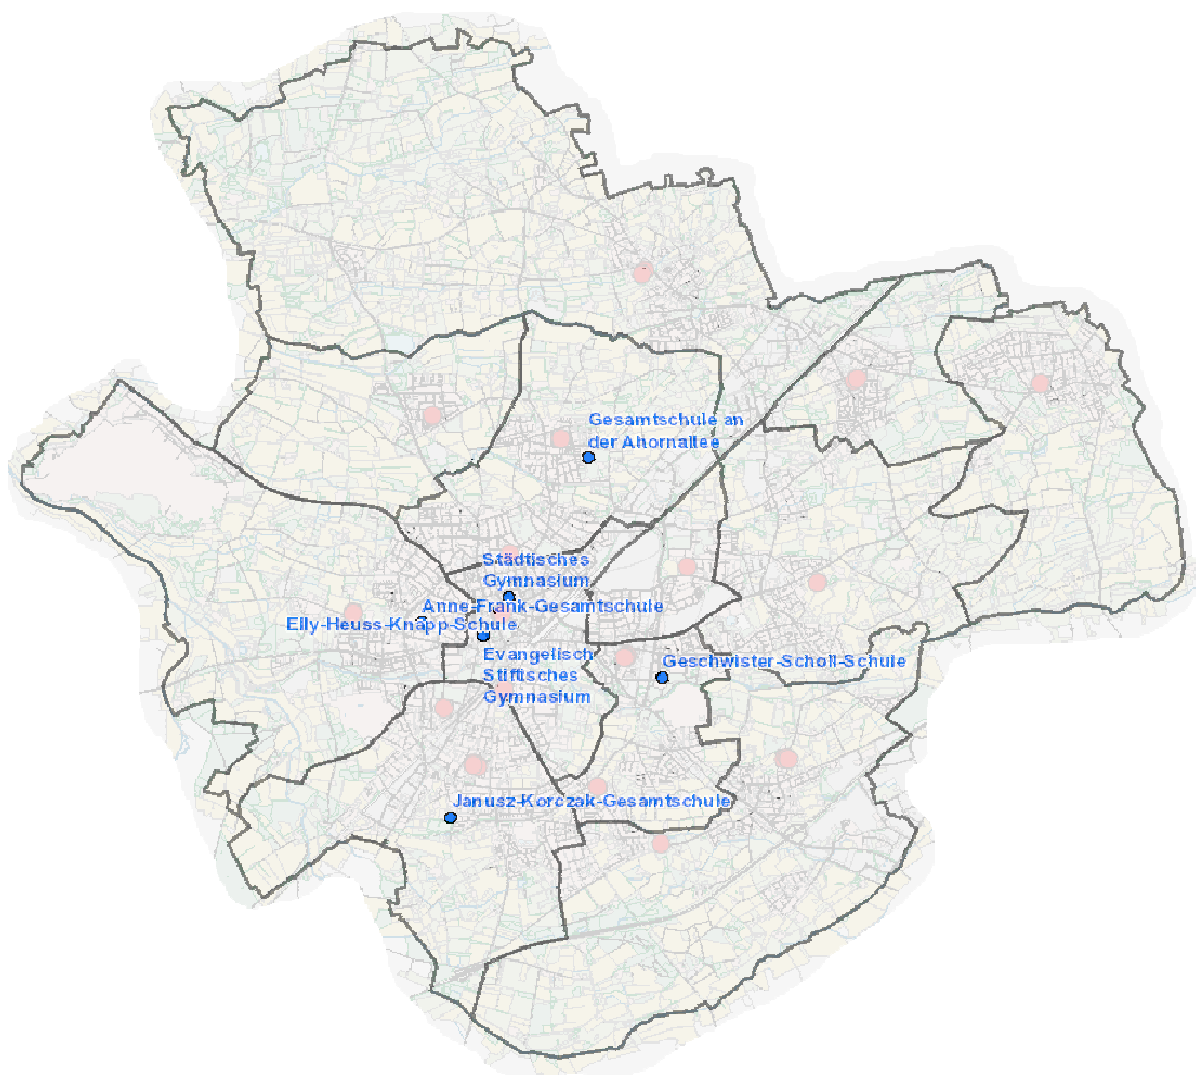 Gesamtschule an
der Ahornallee
Städtisches
Gymnasium
Anne-Frank-Gesamtschule
Elly-Heuss-Knapp-Schule
Evangelisch
Stiftisches
Gymnasium
Geschwister-Scholl-Schule
Janusz-Korczak-Gesamtschule